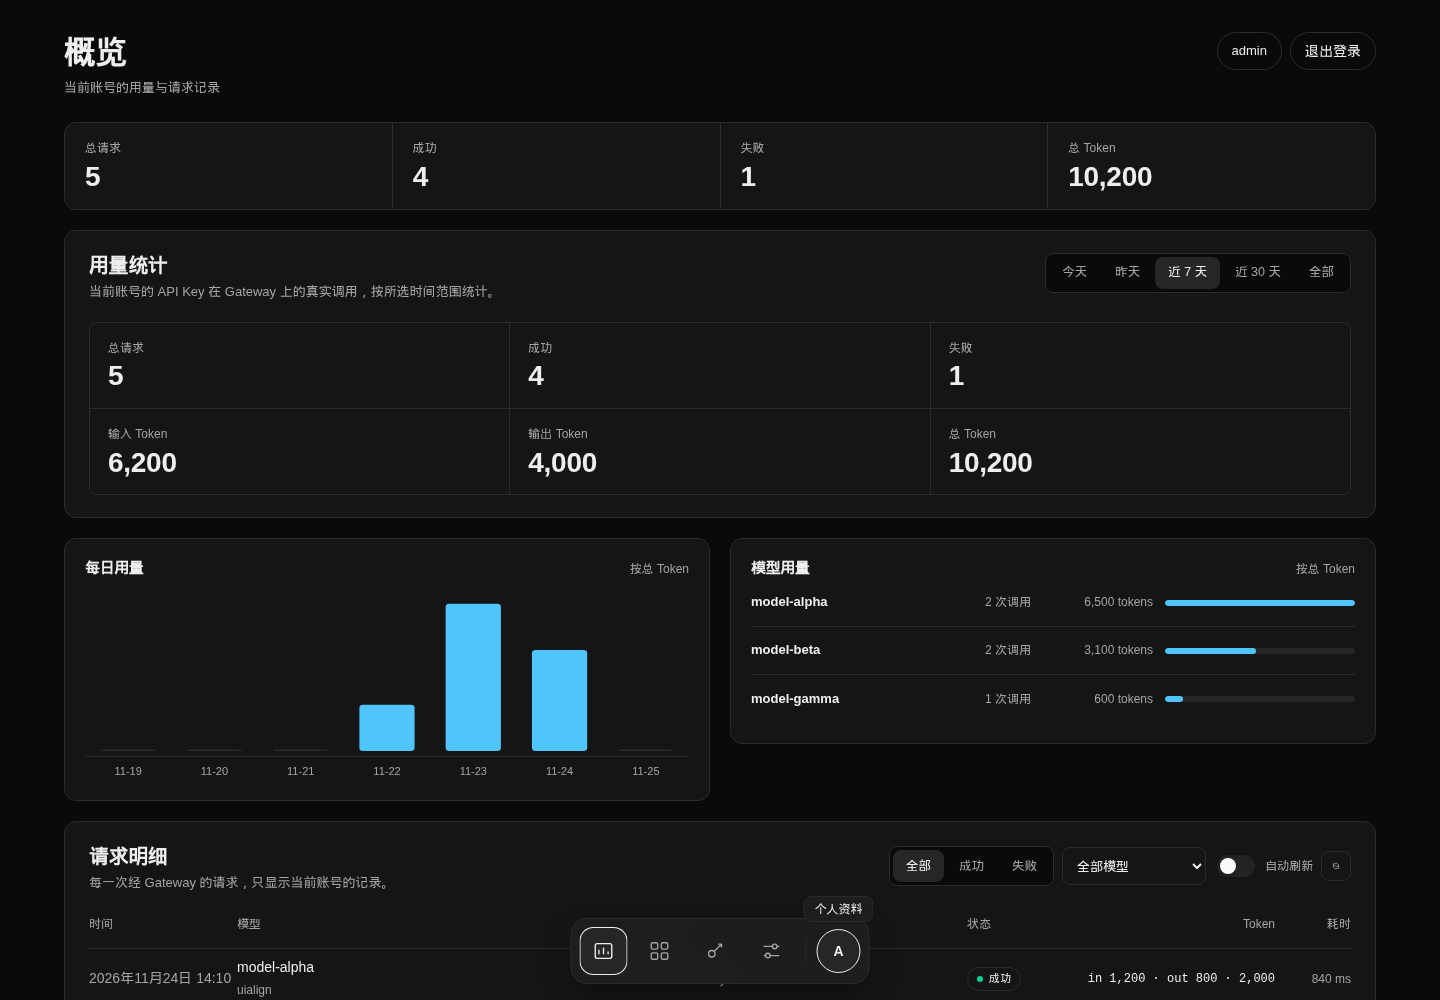 概览
当前账号的用量与请求记录
admin
退出登录
总请求
5
成功
4
失败
1
总 Token
10,200
用量统计
当前账号的 API Key 在 Gateway 上的真实调用，按所选时间范围统计。
今天
昨天
近 7 天
近 30 天
全部
总请求
5
成功
4
失败
1
输入 Token
6,200
输出 Token
4,000
总 Token
10,200
每日用量
按总 Token
11-19
11-20
11-21
11-22
11-23
11-24
11-25
模型用量
按总 Token
model-alpha
2 次调用
6,500 tokens
model-beta
2 次调用
3,100 tokens
model-gamma
1 次调用
600 tokens
请求明细
每一次经 Gateway 的请求，只显示当前账号的记录。
全部
成功
失败
全部模型
自动刷新
时间
模型
状态
Token
耗时
个人资料
A
2026年11月24日 14:10
model-alpha
uialign
成功
in 1,200 · out 800 · 2,000
840 ms